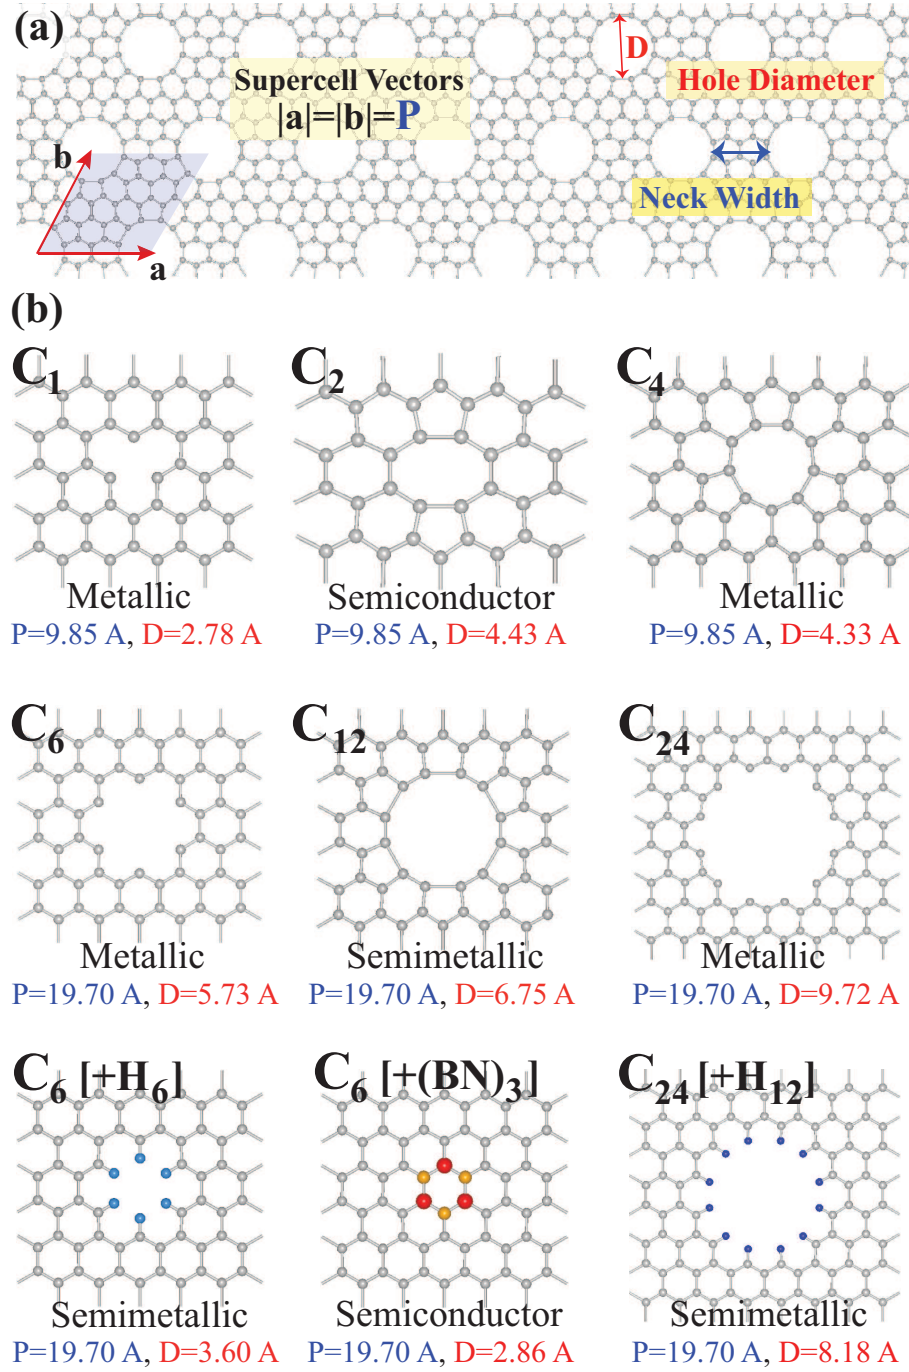 (a)
D
Supercell Vectors
|a|=|b|=P
Hole Diameter
b
Neck Width
a
(b)
C1
C2
C4
Metallic
Semiconductor
Metallic
P=9.85 A, D=2.78 A
P=9.85 A, D=4.43 A
P=9.85 A, D=4.33 A
C6
C12
C24
Metallic
Semimetallic
Metallic
P=19.70 A, D=5.73 A
P=19.70 A, D=6.75 A
P=19.70 A, D=9.72 A
C6 [+H6]
C6 [+(BN)3]
C24 [+H12]
Semimetallic
Semiconductor
Semimetallic
P=19.70 A, D=3.60 A
P=19.70 A, D=2.86 A
P=19.70 A, D=8.18 A